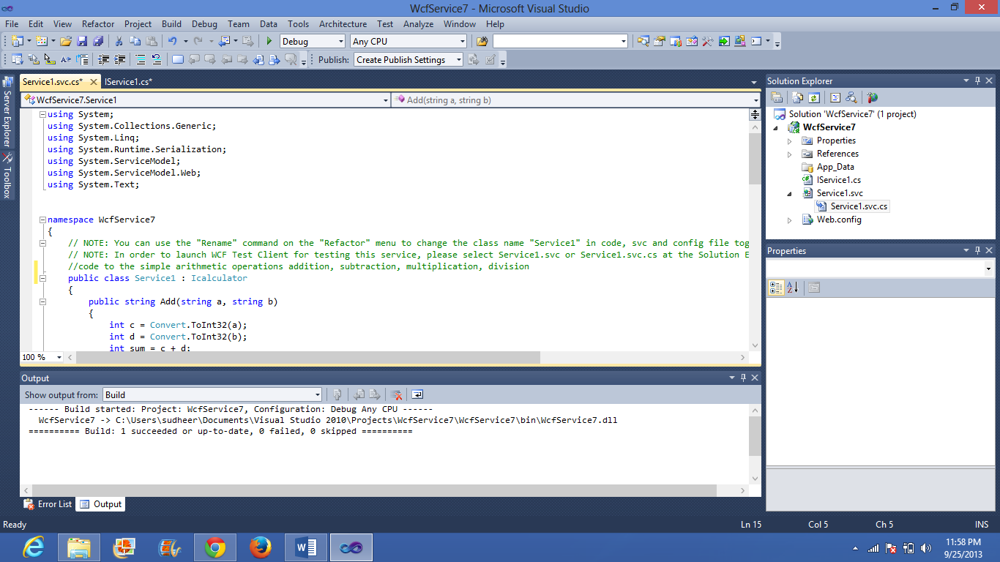 WcfService7 - Microsoft Visual Studio
File Edit View Refactor Project Build Debug Team Data Tools Architecture Test Analyze Window Help
Debug Any CPU
Publish: Create Publish Settings
Server Explorer
Toolbox
Service1.svc.cs* IService1.cs*
WcfService7.Service1 Add(string a, string b)
using System;
using System.Collections.Generic;
using System.Linq;
using System.Runtime.Serialization;
using System.ServiceModel;
using System.ServiceModel.Web;
using System.Text;
namespace WcfService7
{
// NOTE: You can use the "Rename" command on the "Refactor" menu to change the class name "Service1" in code, svc and config file tog
// NOTE: In order to launch WCF Test Client for testing this service, please select Service1.svc or Service1.svc.cs at the Solution E
//code to the simple arithmetic operations addition, subtraction, multiplication, division
public class Service1 : Icalculator
{
public string Add(string a, string b)
{
int c = Convert.ToInt32(a);
int d = Convert.ToInt32(b);
int sum = c + d;
100 %
Output
Show output from: Build
------ Build started: Project: WcfService7, Configuration: Debug Any CPU ------
WcfService7 -> C:\Users\sudheer\Documents\Visual Studio 2010\Projects\WcfService7\WcfService7\bin\WcfService7.dll
========== Build: 1 succeeded or up-to-date, 0 failed, 0 skipped ==========
Error List Output
Solution Explorer
Solution 'WcfService7' (1 project)
WcfService7
Properties
References
App_Data
IService1.cs
Service1.svc
Service1.svc.cs
Web.config
Properties
Ready Ln 15 Col 5 Ch 5 INS
11:58 PM
9/25/2013